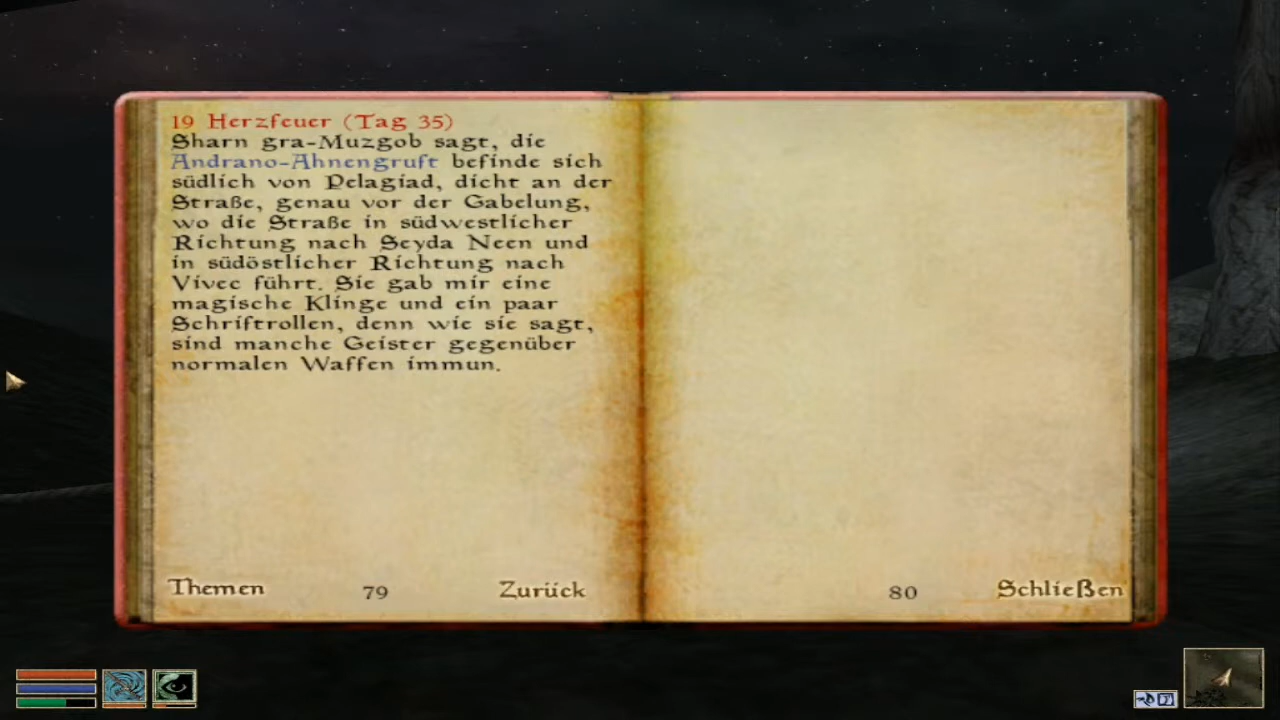 19 Herzfeuer (Tag 35)
Sharn gra-Muzgob sagt, die
Andrano-Ahnengruft befinde sich
südlich von Pelagiad, dicht an der
Straße, genau vor der Gabelung,
wo die Straße in südwestlicher
Richtung nach Seyda Neen und
in südöstlicher Richtung nach
Vivec führt. Sie gab mir eine
magische Klinge und ein paar
Schriftrollen, denn wie sie sagt,
sind manche Geister gegenüber
normalen Waffen immun.
Themen 79 Zurück 80 Schließen